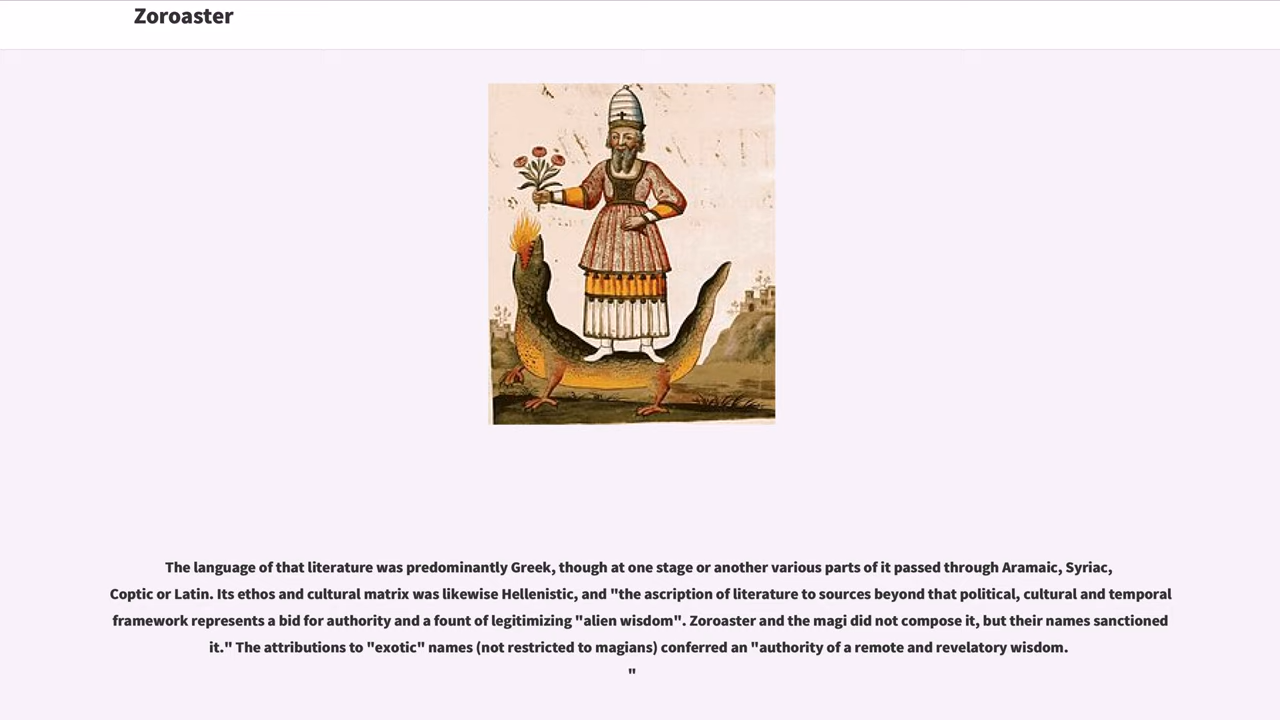 Zoroaster
The language of that literature was predominantly Greek, though at one stage or another various parts of it passed through Aramaic, Syriac,
Coptic or Latin. Its ethos and cultural matrix was likewise Hellenistic, and "the ascription of literature to sources beyond that political, cultural and temporal
framework represents a bid for authority and a fount of legitimizing "alien wisdom". Zoroaster and the magi did not compose it, but their names sanctioned
it." The attributions to "exotic" names (not restricted to magians) conferred an "authority of a remote and revelatory wisdom.
"